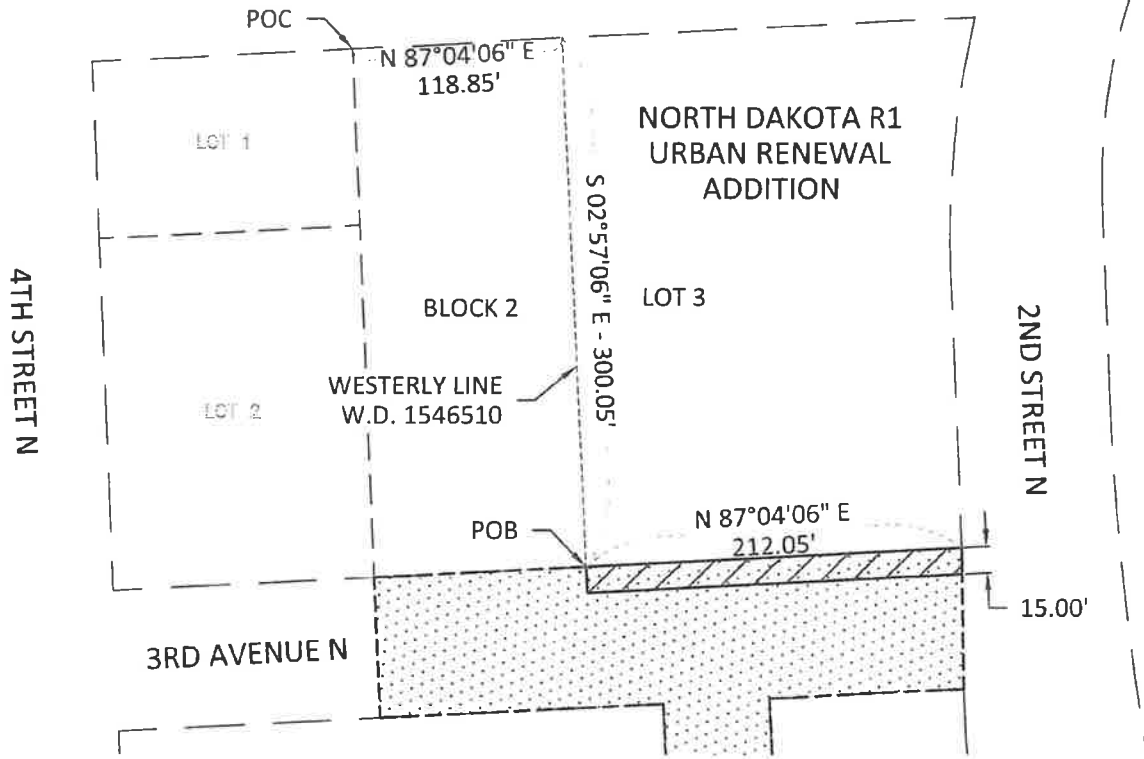 POC
N 87°04'06" E
118.85'
LOT 1
NORTH DAKOTA R1
URBAN RENEWAL
ADDITION
S 02°57'06" E - 300.05'
4TH STREET N
BLOCK 2
LOT 3
2ND STREET N
WESTERLY LINE
W.D. 1546510
LOT 2
POB
N 87°04'06" E
212.05'
15.00'
3RD AVENUE N